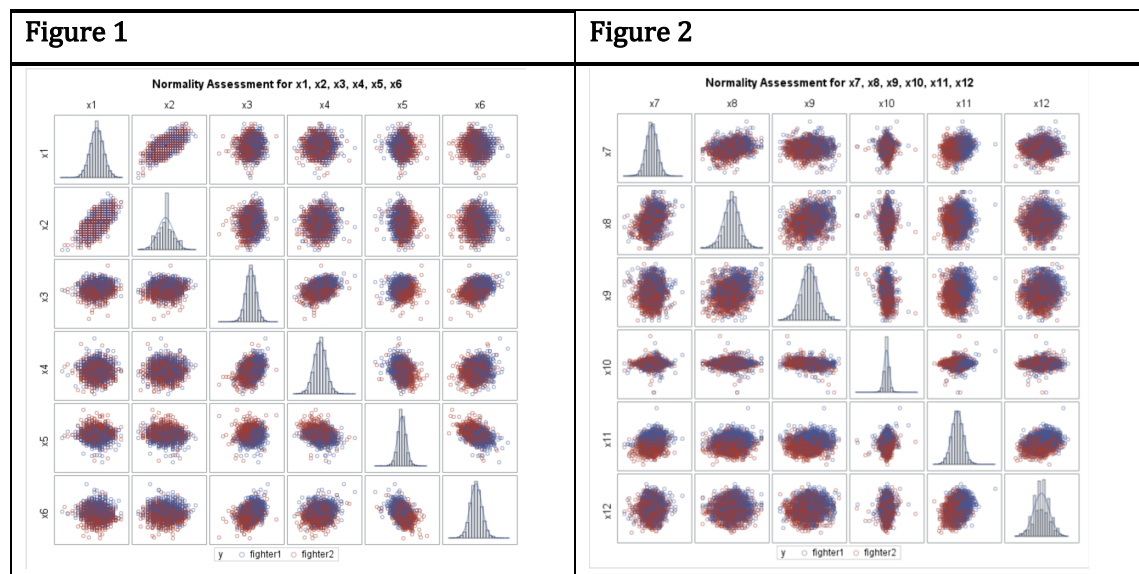 Figure 1
Figure 2
Normality Assessment for x1, x2, x3, x4, x5, x6
x1 x2 x3 x4 x5 x6
x1
x2
x3
x4
x5
x6
y fighter1 fighter2
Normality Assessment for x7, x8, x9, x10, x11, x12
x7 x8 x9 x10 x11 x12
x7
x8
x9
x10
x11
x12
y fighter1 fighter2